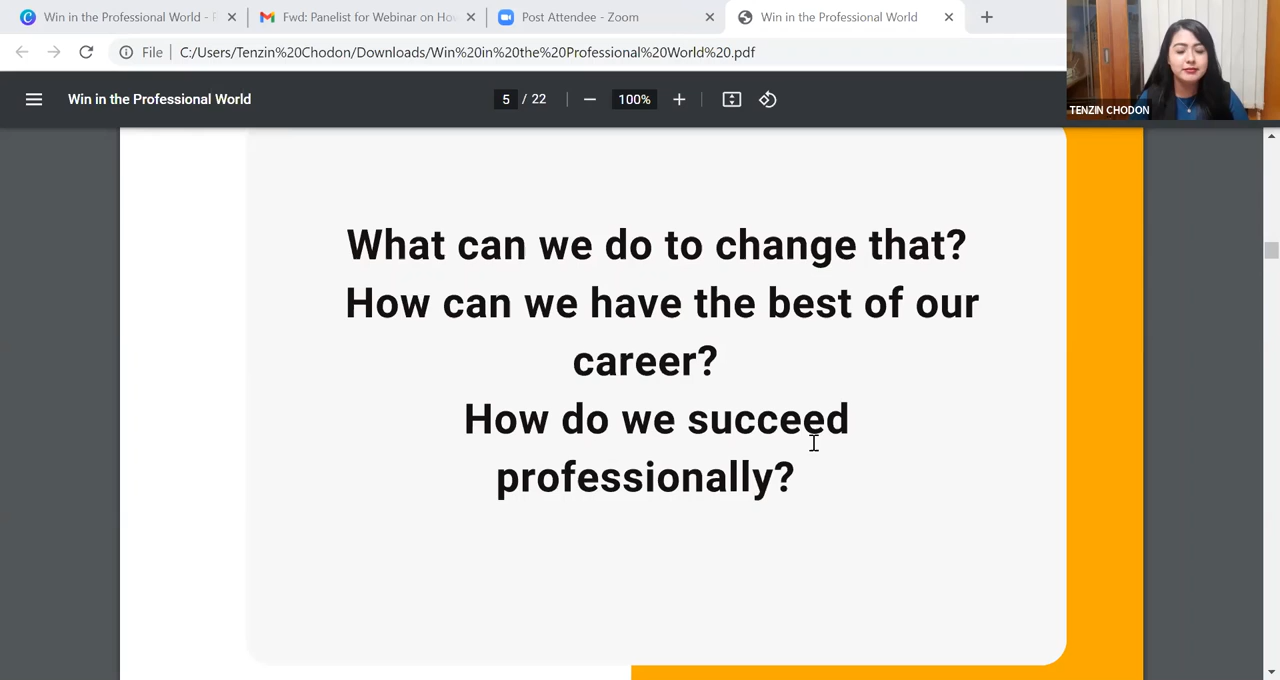 Win in the Professional World - P
Fwd: Panelist for Webinar on How
Post Attendee - Zoom
Win in the Professional World
File
C:/Users/Tenzin%20Chodon/Downloads/Win%20in%20the%20Professional%20World%20.pdf
Win in the Professional World
5 / 22
100%
TENZIN CHODON
What can we do to change that?
How can we have the best of our
career?
How do we succeed
professionally?